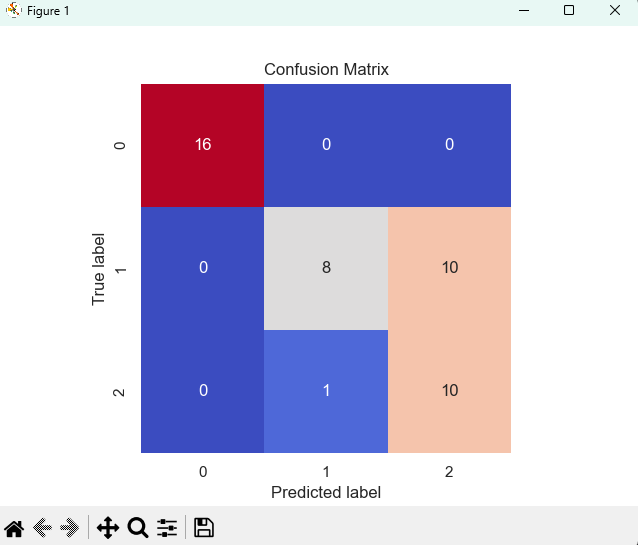 Figure 1
Confusion Matrix
0 16 0 0
1 0 8 10
2 0 1 10
True label
0 1 2
Predicted label